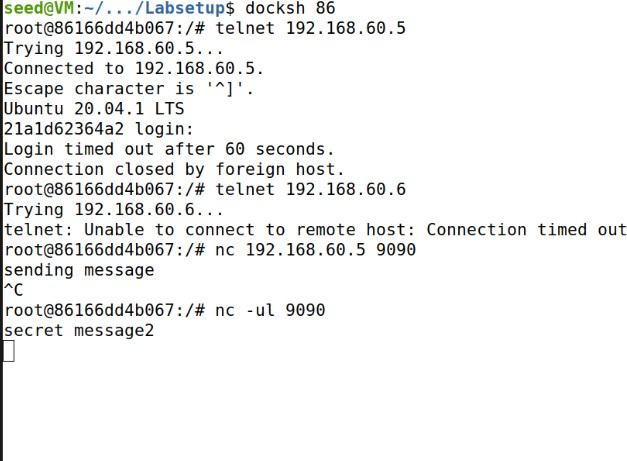 seed@VM:~/.../Labsetup$ docksh 86
root@86166dd4b067:/# telnet 192.168.60.5
Trying 192.168.60.5...
Connected to 192.168.60.5.
Escape character is '^]'.
Ubuntu 20.04.1 LTS
21a1d62364a2 login:
Login timed out after 60 seconds.
Connection closed by foreign host.
root@86166dd4b067:/# telnet 192.168.60.6
Trying 192.168.60.6...
telnet: Unable to connect to remote host: Connection timed out
root@86166dd4b067:/# nc 192.168.60.5 9090
sending message
^C
root@86166dd4b067:/# nc -ul 9090
secret message2